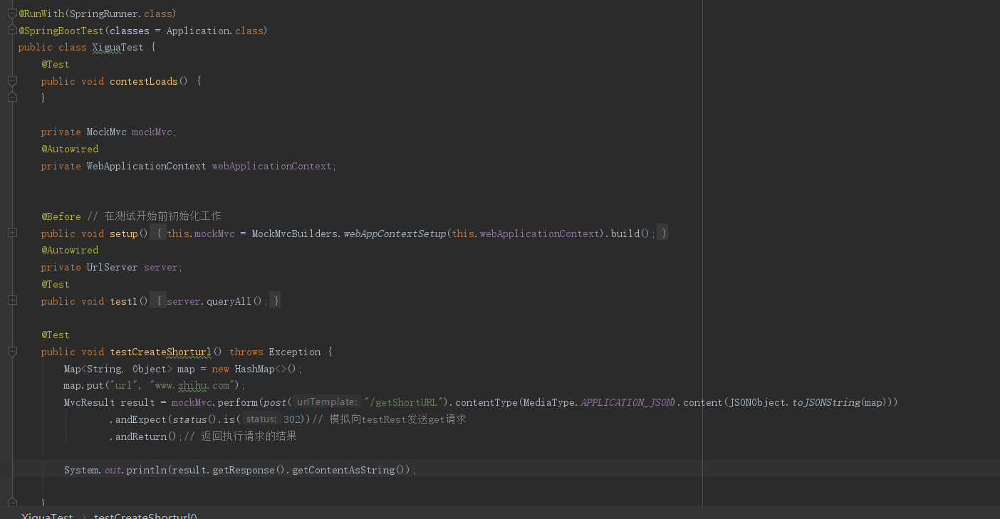 @RunWith(SpringRunner.class)
@SpringBootTest(classes = Application.class)
public class XiguaTest {
@Test
public void contextLoads() {
}
private MockMvc mockMvc;
@Autowired
private WebApplicationContext webApplicationContext;
@Before // 在测试开始前初始化工作
public void setup() { this.mockMvc = MockMvcBuilders.webAppContextSetup(this.webApplicationContext).build(); }
@Autowired
private UrlServer server;
@Test
public void test1() { server.queryAll(); }
@Test
public void testCreateShorturl() throws Exception {
Map<String, Object> map = new HashMap<>();
map.put("url", "www.zhihu.com");
MvcResult result = mockMvc.perform(post( urlTemplate: "/getShortURL").contentType(MediaType.APPLICATION_JSON).content(JSONObject.toJSONString(map)))
.andExpect(status().is( status: 302))// 模拟向testRest发送get请求
.andReturn();// 返回执行请求的结果
System.out.println(result.getResponse().getContentAsString());
}
XiguaTest › testCreateShorturl()